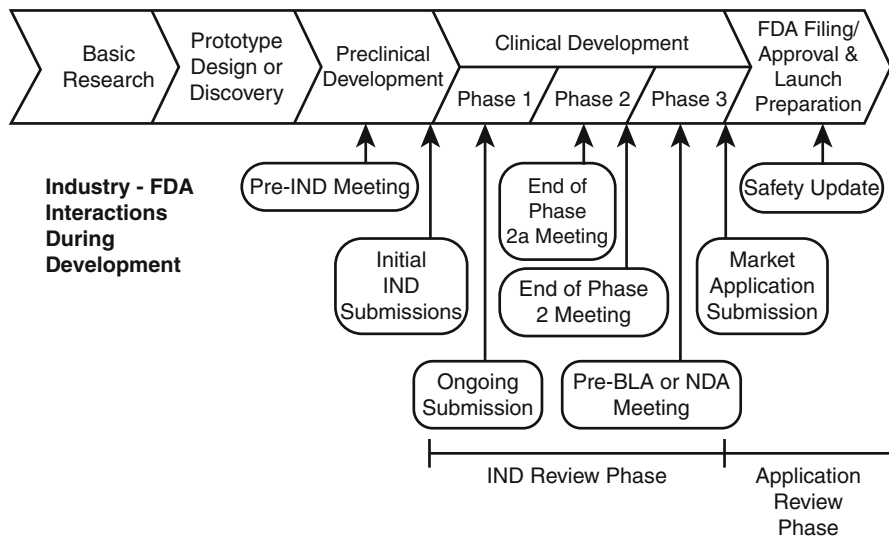 Basic
Research
Prototype
Design or
Discovery
Preclinical
Development
Clinical Development
Phase 1
Phase 2
Phase 3
FDA Filing/
Approval &
Launch
Preparation
Industry - FDA
Interactions
During
Development
Pre-IND Meeting
Initial
IND
Submissions
Ongoing
Submission
End of
Phase
2a Meeting
End of Phase
2 Meeting
Pre-BLA or NDA
Meeting
Market
Application
Submission
Safety Update
IND Review Phase
Application
Review
Phase